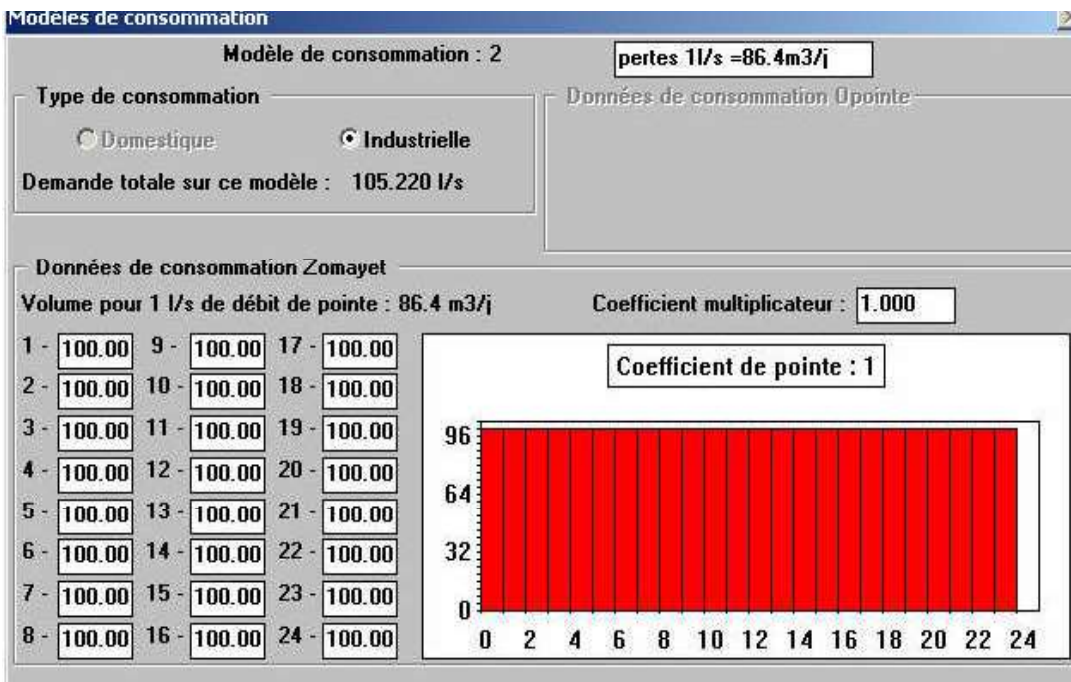 Modèles de consommation
Modèle de consommation : 2
pertes 1l/s =86.4m3/j
Type de consommation
Domestique
Industrielle
Demande totale sur ce modèle : 105.220 l/s
Données de consommation Opointe
Données de consommation Zomayet
Volume pour 1 l/s de débit de pointe : 86.4 m3/j
Coefficient multiplicateur : 1.000
1 - 100.00 9 - 100.00 17 - 100.00
2 - 100.00 10 - 100.00 18 - 100.00
3 - 100.00 11 - 100.00 19 - 100.00
4 - 100.00 12 - 100.00 20 - 100.00
5 - 100.00 13 - 100.00 21 - 100.00
6 - 100.00 14 - 100.00 22 - 100.00
7 - 100.00 15 - 100.00 23 - 100.00
8 - 100.00 16 - 100.00 24 - 100.00
Coefficient de pointe : 1
96
64
32
0
0 2 4 6 8 10 12 14 16 18 20 22 24